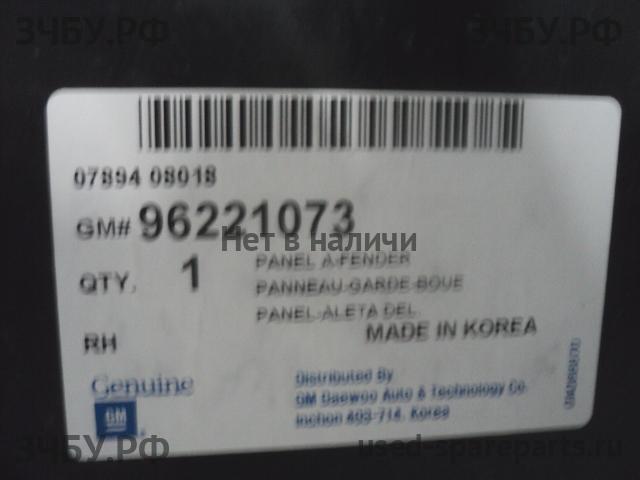 ЗЧБУ.РФ
ЗЧБУ.РФ
07894 08018
GM# 96221073
Нет в наличи
QTY. 1
PANEL A-FENDER
PANNEAU-GARDE-BOUE
PANEL-ALETA DEL.
MADE IN KOREA
RH
Genuine
GM
Distributed By
GM Daewoo Auto & Technology Co.
Inchon 403-714, Korea
ЗЧБУ.РФ
used-spareparts.ru